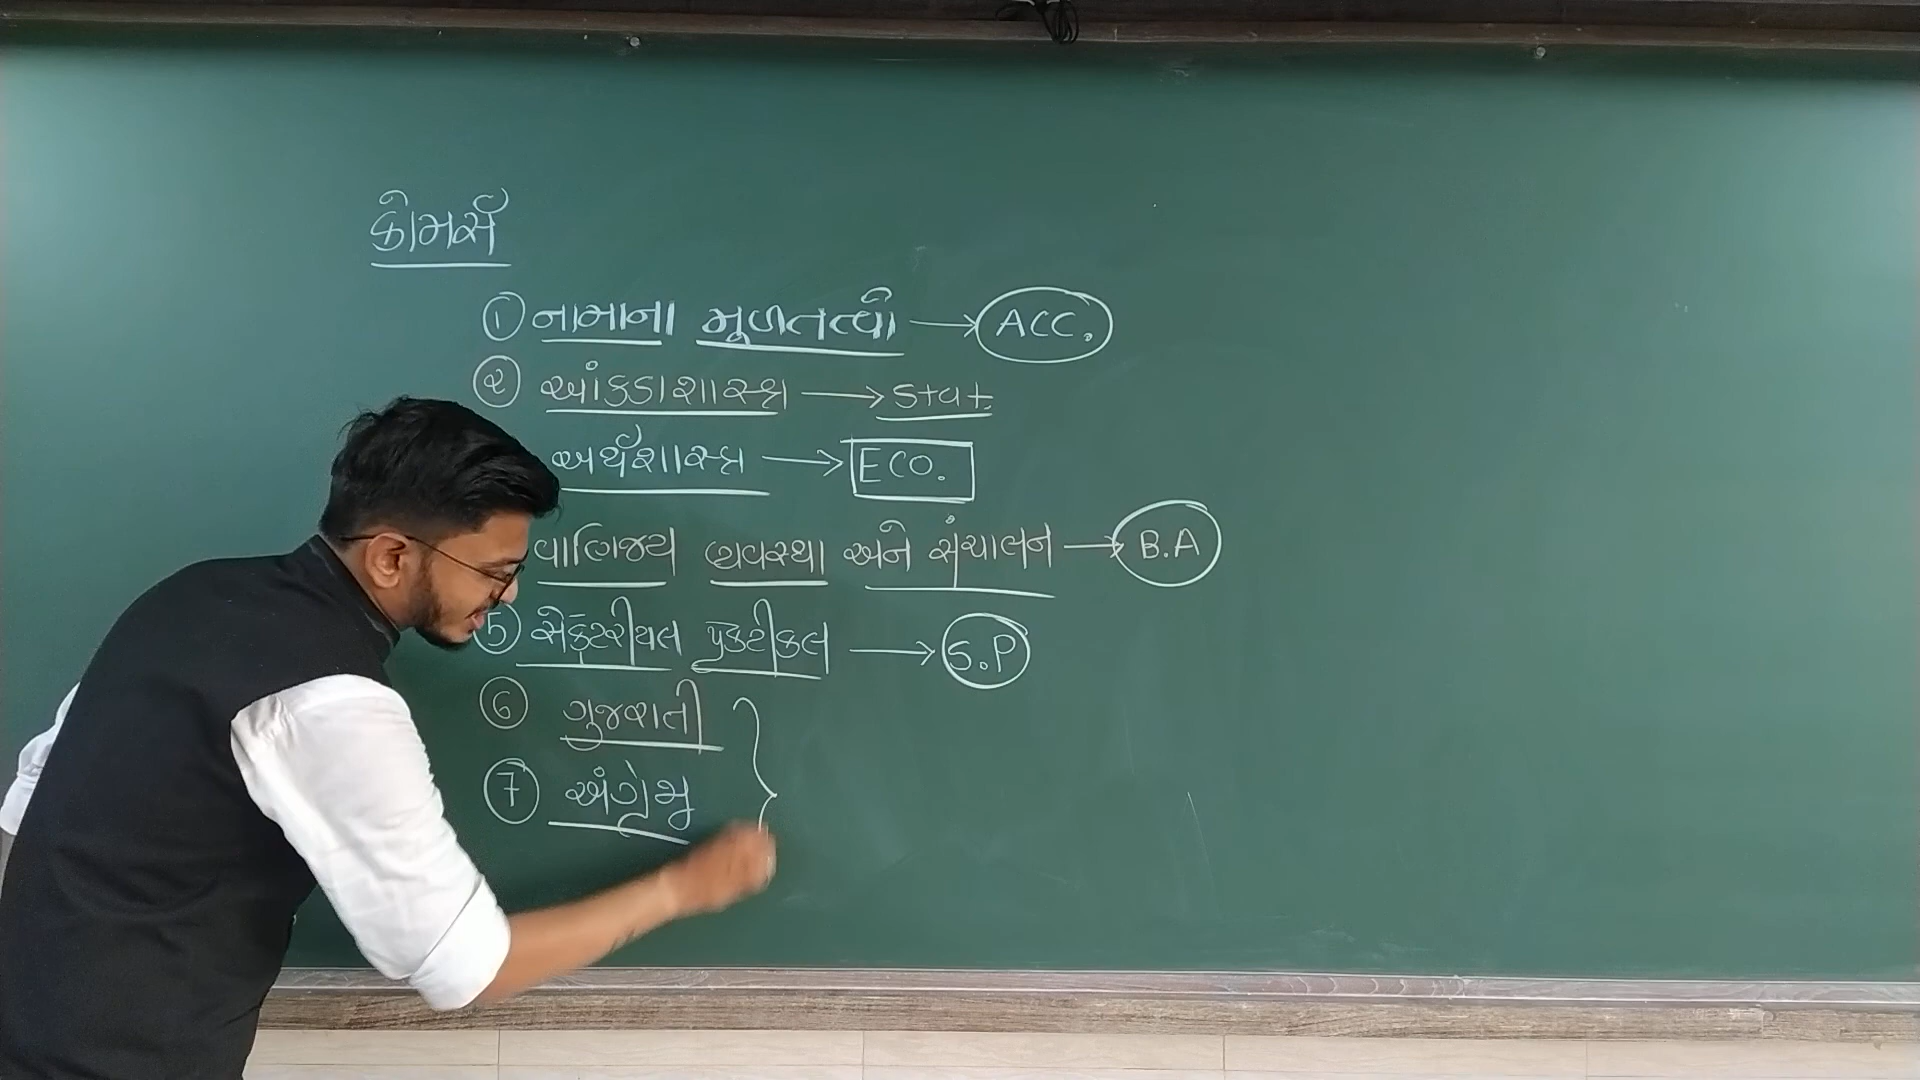 કોમર્સ
① નામાના મૂળતત્વો → ACC.
② આંકડાશાસ્ત્ર → Stat.
અર્થશાસ્ત્ર → ECO.
વાણિજ્ય વ્યવસ્થા અને સંચાલન → B.A
⑤ સેક્રેટરીયલ પ્રેકટીકલ → S.P
⑥ ગુજરાતી
⑦ અંગ્રેજી